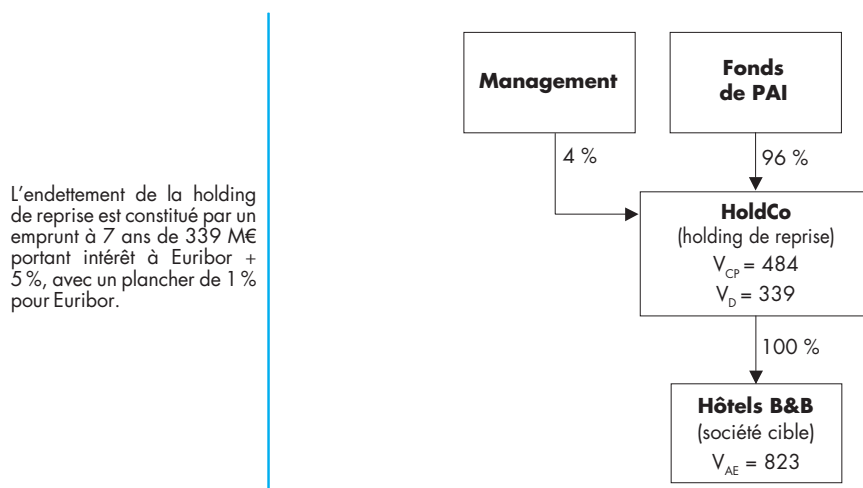 L'endettement de la holding
de reprise est constitué par un
emprunt à 7 ans de 339 M€
portant intérêt à Euribor +
5 %, avec un plancher de 1 %
pour Euribor.
Management
Fonds
de PAI
4 %
96 %
HoldCo
(holding de reprise)
V_CP = 484
V_D = 339
100 %
Hôtels B&B
(société cible)
V_AE = 823